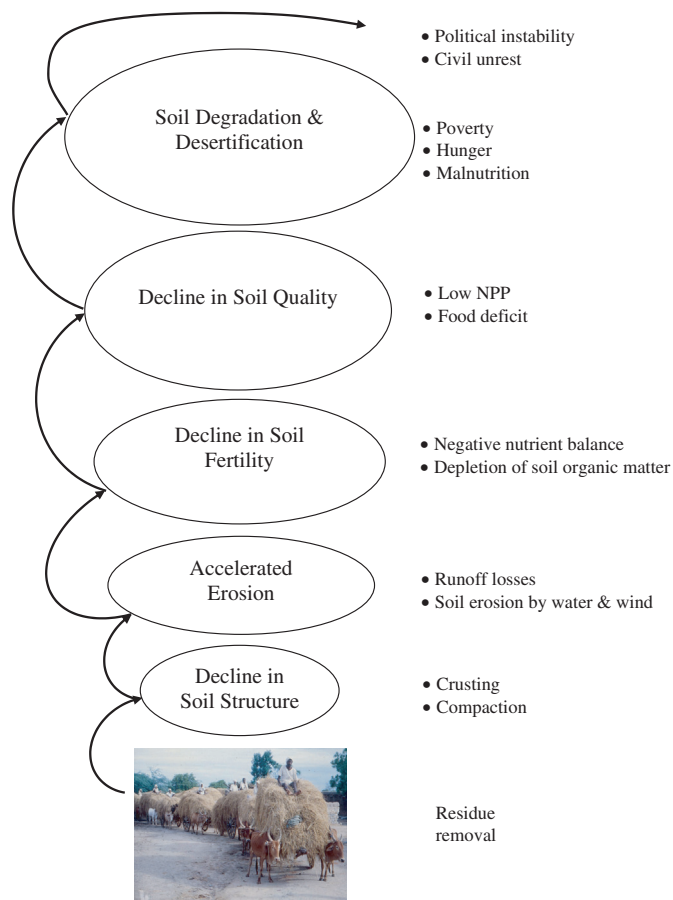 • Political instability
• Civil unrest
Soil Degradation &
Desertification
• Poverty
• Hunger
• Malnutrition
Decline in Soil Quality
• Low NPP
• Food deficit
Decline in Soil
Fertility
• Negative nutrient balance
• Depletion of soil organic matter
Accelerated
Erosion
• Runoff losses
• Soil erosion by water & wind
Decline in
Soil Structure
• Crusting
• Compaction
Residue
removal